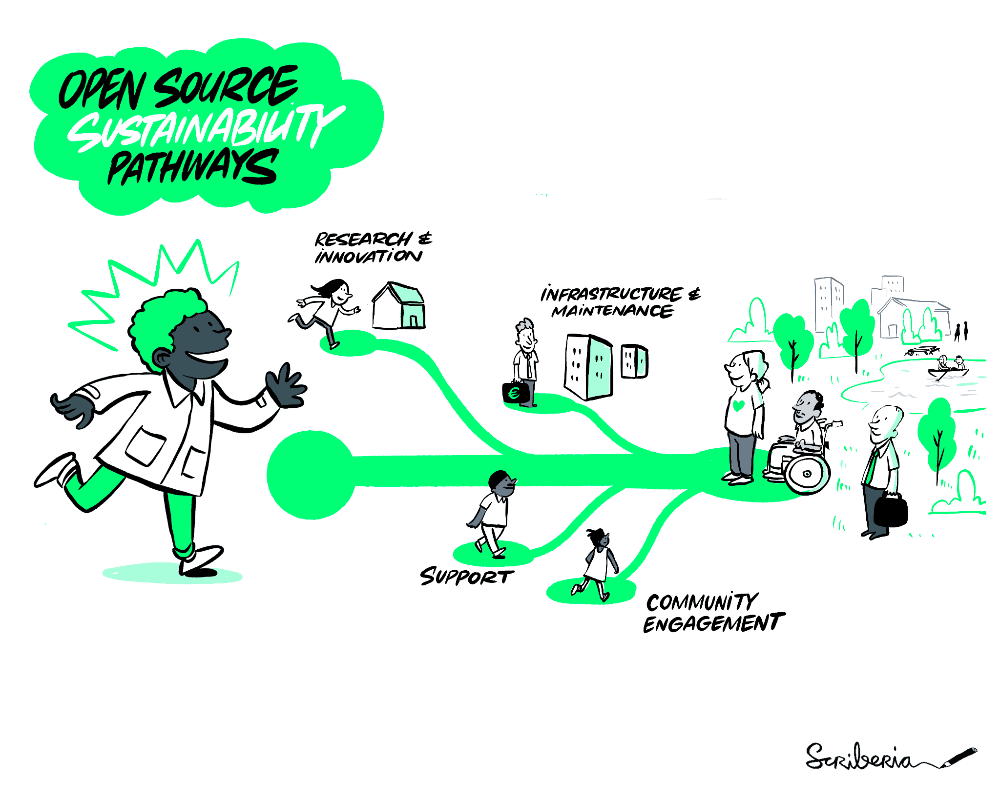 OPEN SOURCE
SUSTAINABILITY
PATHWAYS
RESEARCH &
INNOVATION
INFRASTRUCTURE &
MAINTENANCE
€
SUPPORT
COMMUNITY
ENGAGEMENT
Scriberia